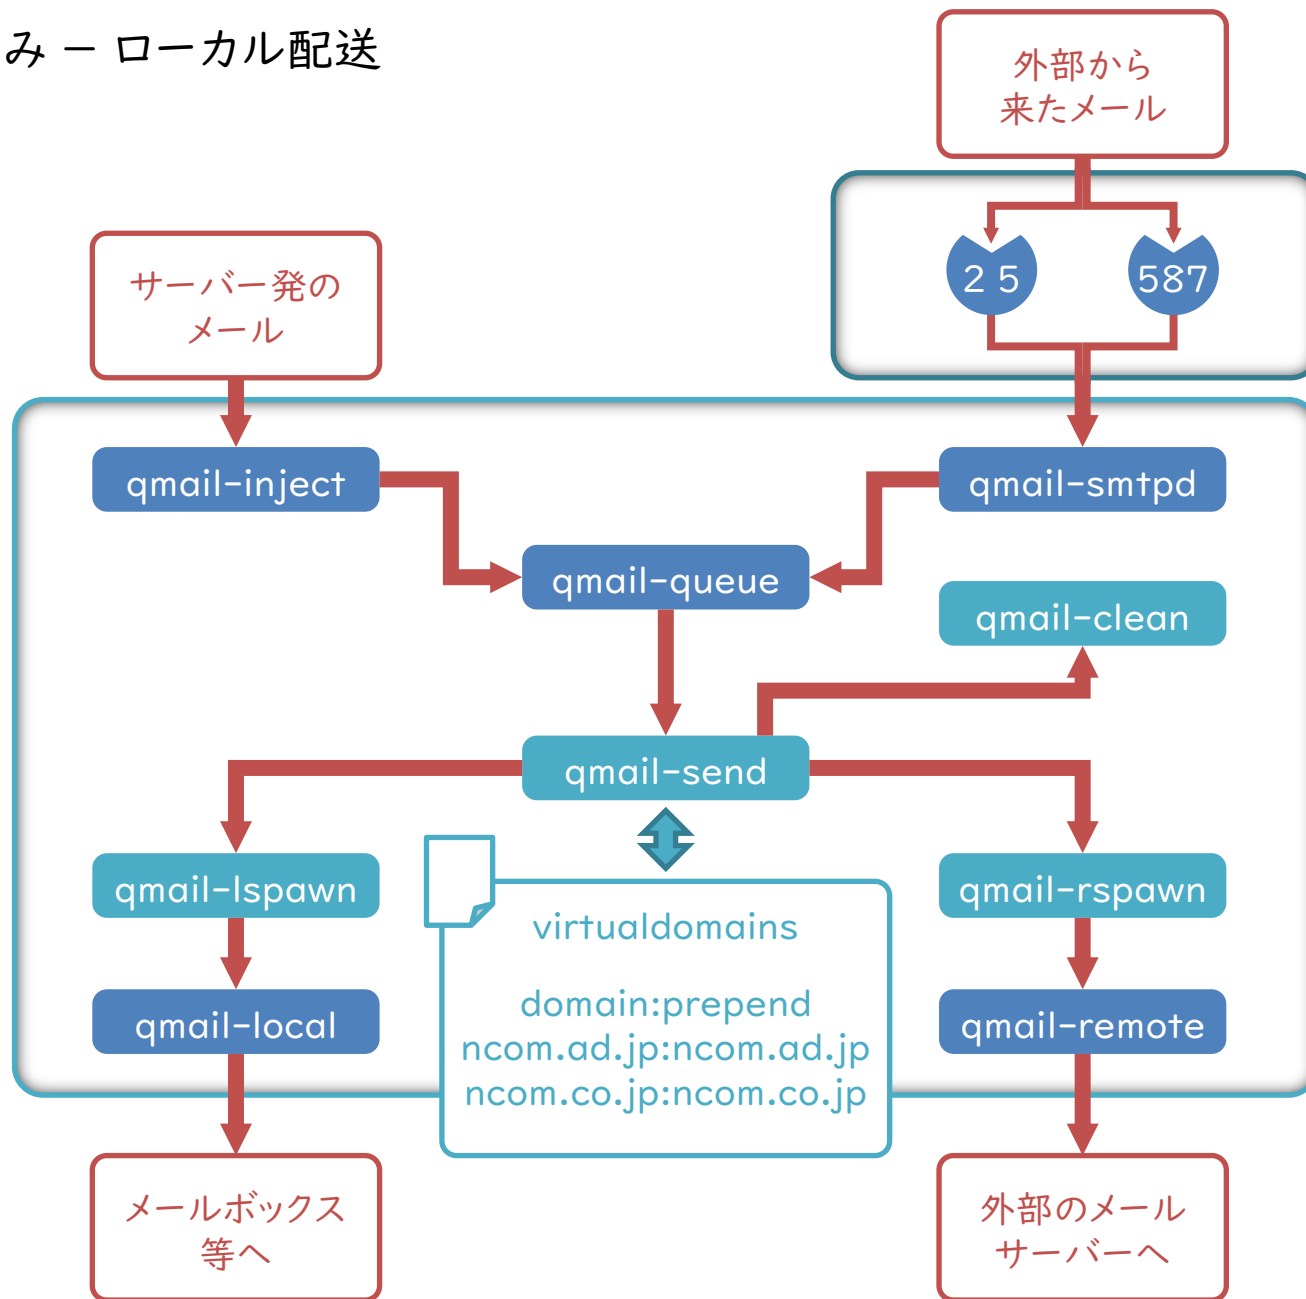 み － ローカル配送
外部から
来たメール
25
587
サーバー発の
メール
qmail-inject
qmail-smtpd
qmail-queue
qmail-clean
qmail-send
qmail-lspawn
qmail-rspawn
virtualdomains
domain:prepend
ncom.ad.jp:ncom.ad.jp
ncom.co.jp:ncom.co.jp
qmail-local
qmail-remote
メールボックス
等へ
外部のメール
サーバーへ